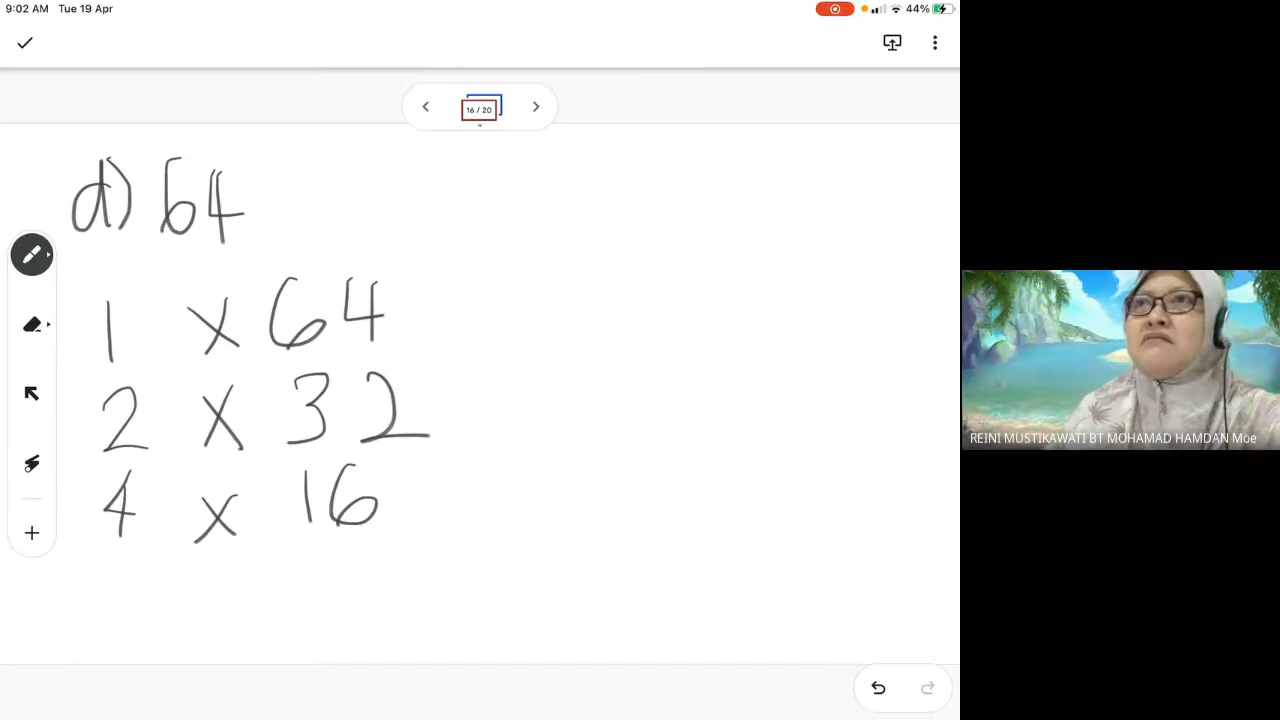 9:02 AM Tue 19 Apr
44%
16 / 20
d) 64
1 x 64
2 x 32
4 x 16
REINI MUSTIKAWATI BT MOHAMAD HAMDAN Moe